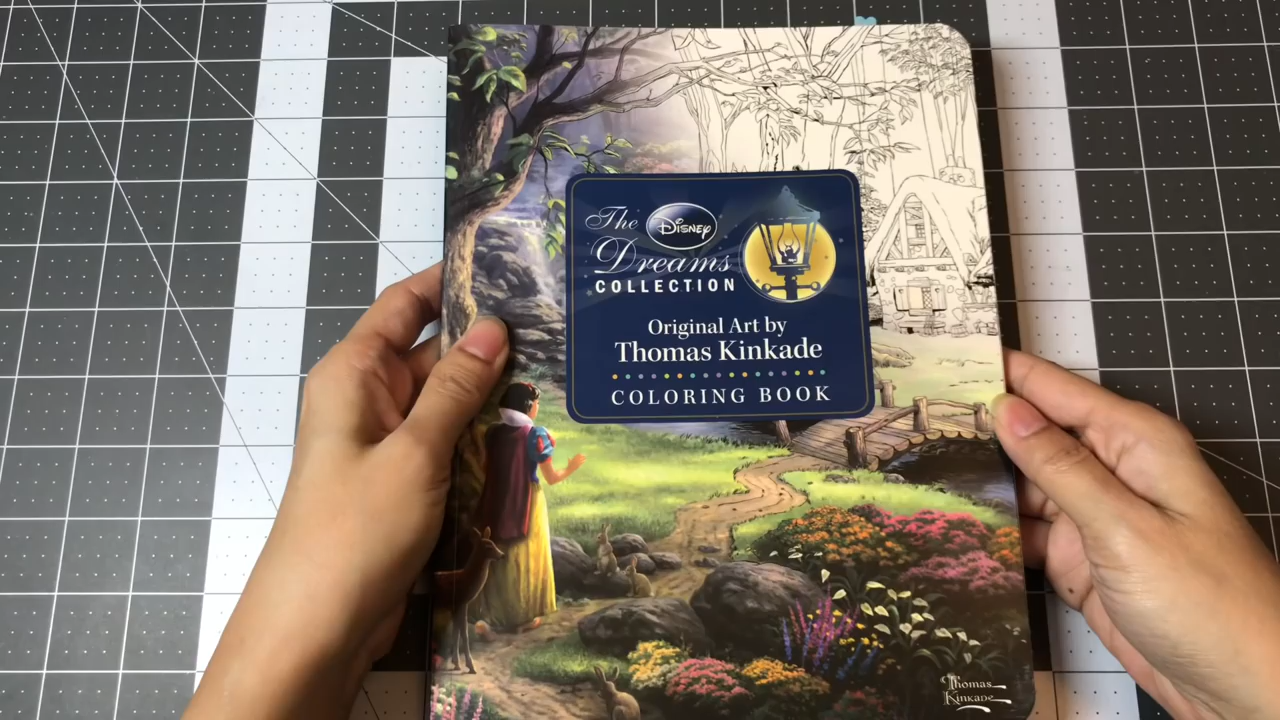 The Disney
Dreams
COLLECTION
Original Art by
Thomas Kinkade
COLORING BOOK
Thomas
Kinkade